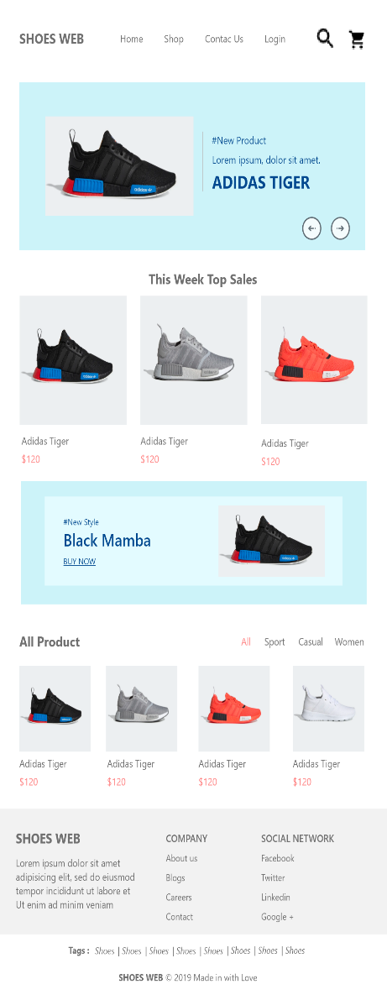 SHOES WEB Home Shop Contac Us Login
#New Product
Lorem ipsum, dolor sit amet.
ADIDAS TIGER
This Week Top Sales
Adidas Tiger Adidas Tiger Adidas Tiger
$120 $120 $120
#New Style
Black Mamba
BUY NOW
All Product All Sport Casual Women
Adidas Tiger Adidas Tiger Adidas Tiger Adidas Tiger
$120 $120 $120 $120
SHOES WEB
Lorem ipsum dolor sit amet
adipisicing elit, sed do eiusmod
tempor incididunt ut labore et
Ut enim ad minim veniam
COMPANY
About us
Blogs
Careers
Contact
SOCIAL NETWORK
Facebook
Twitter
Linkedin
Google +
Tags : Shoes | Shoes | Shoes | Shoes | Shoes | Shoes | Shoes | Shoes
SHOES WEB © 2019 Made in with Love